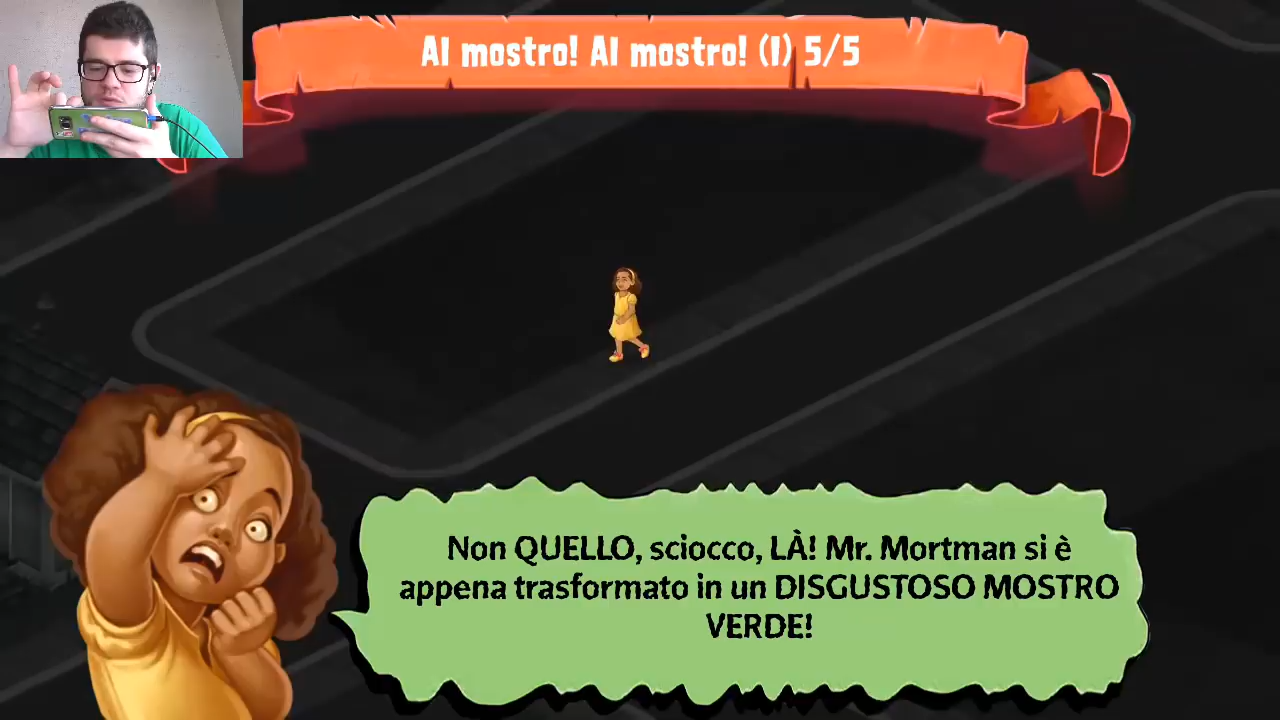 Al mostro! Al mostro! (1) 5/5
Non QUELLO, sciocco, LÀ! Mr. Mortman si è
appena trasformato in un DISGUSTOSO MOSTRO
VERDE!